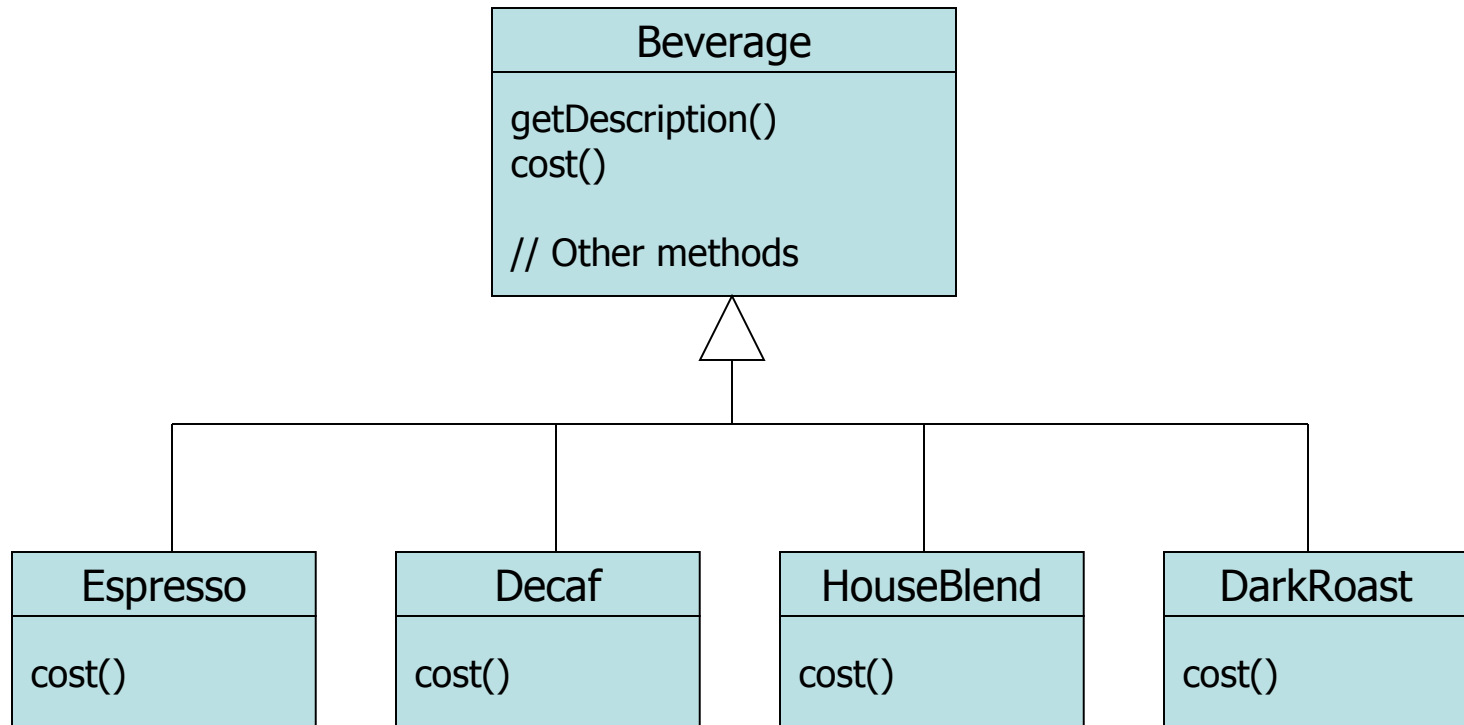 Beverage
getDescription()
cost()
// Other methods
Espresso
cost()
Decaf
cost()
HouseBlend
cost()
DarkRoast
cost()